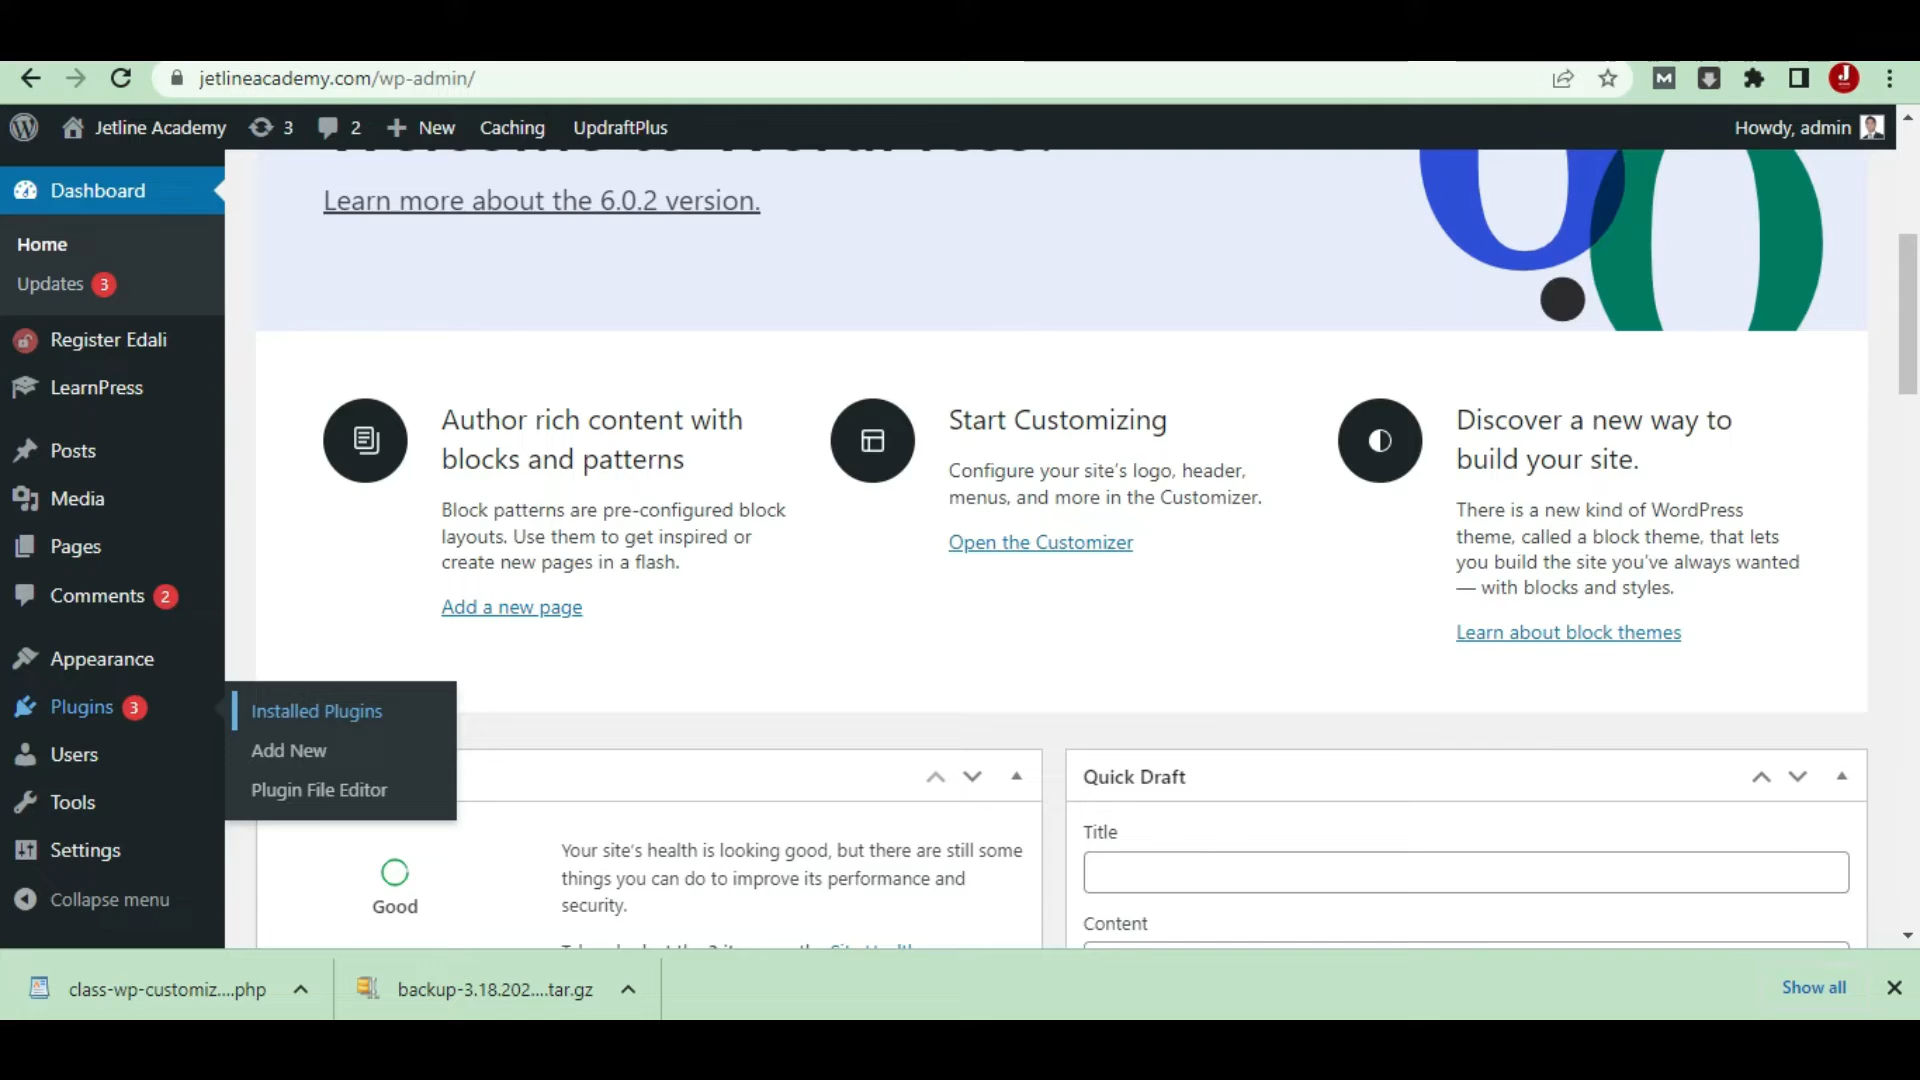 jetlineacademy.com/wp-admin/
Jetline Academy 3 2 New Caching UpdraftPlus Howdy, admin
Welcome to WordPress!
Learn more about the 6.0.2 version.
Dashboard
Home
Updates 3
Register Edali
LearnPress
Posts
Media
Pages
Comments 2
Appearance
Plugins 3
Users
Tools
Settings
Collapse menu
Installed Plugins
Add New
Plugin File Editor
Author rich content with
blocks and patterns
Block patterns are pre-configured block
layouts. Use them to get inspired or
create new pages in a flash.
Add a new page
Start Customizing
Configure your site's logo, header,
menus, and more in the Customizer.
Open the Customizer
Discover a new way to
build your site.
There is a new kind of WordPress
theme, called a block theme, that lets
you build the site you've always wanted
— with blocks and styles.
Learn about block themes
Good
Your site's health is looking good, but there are still some
things you can do to improve its performance and
security.
Quick Draft
Title
Content
class-wp-customiz....php
backup-3.18.202....tar.gz
Show all